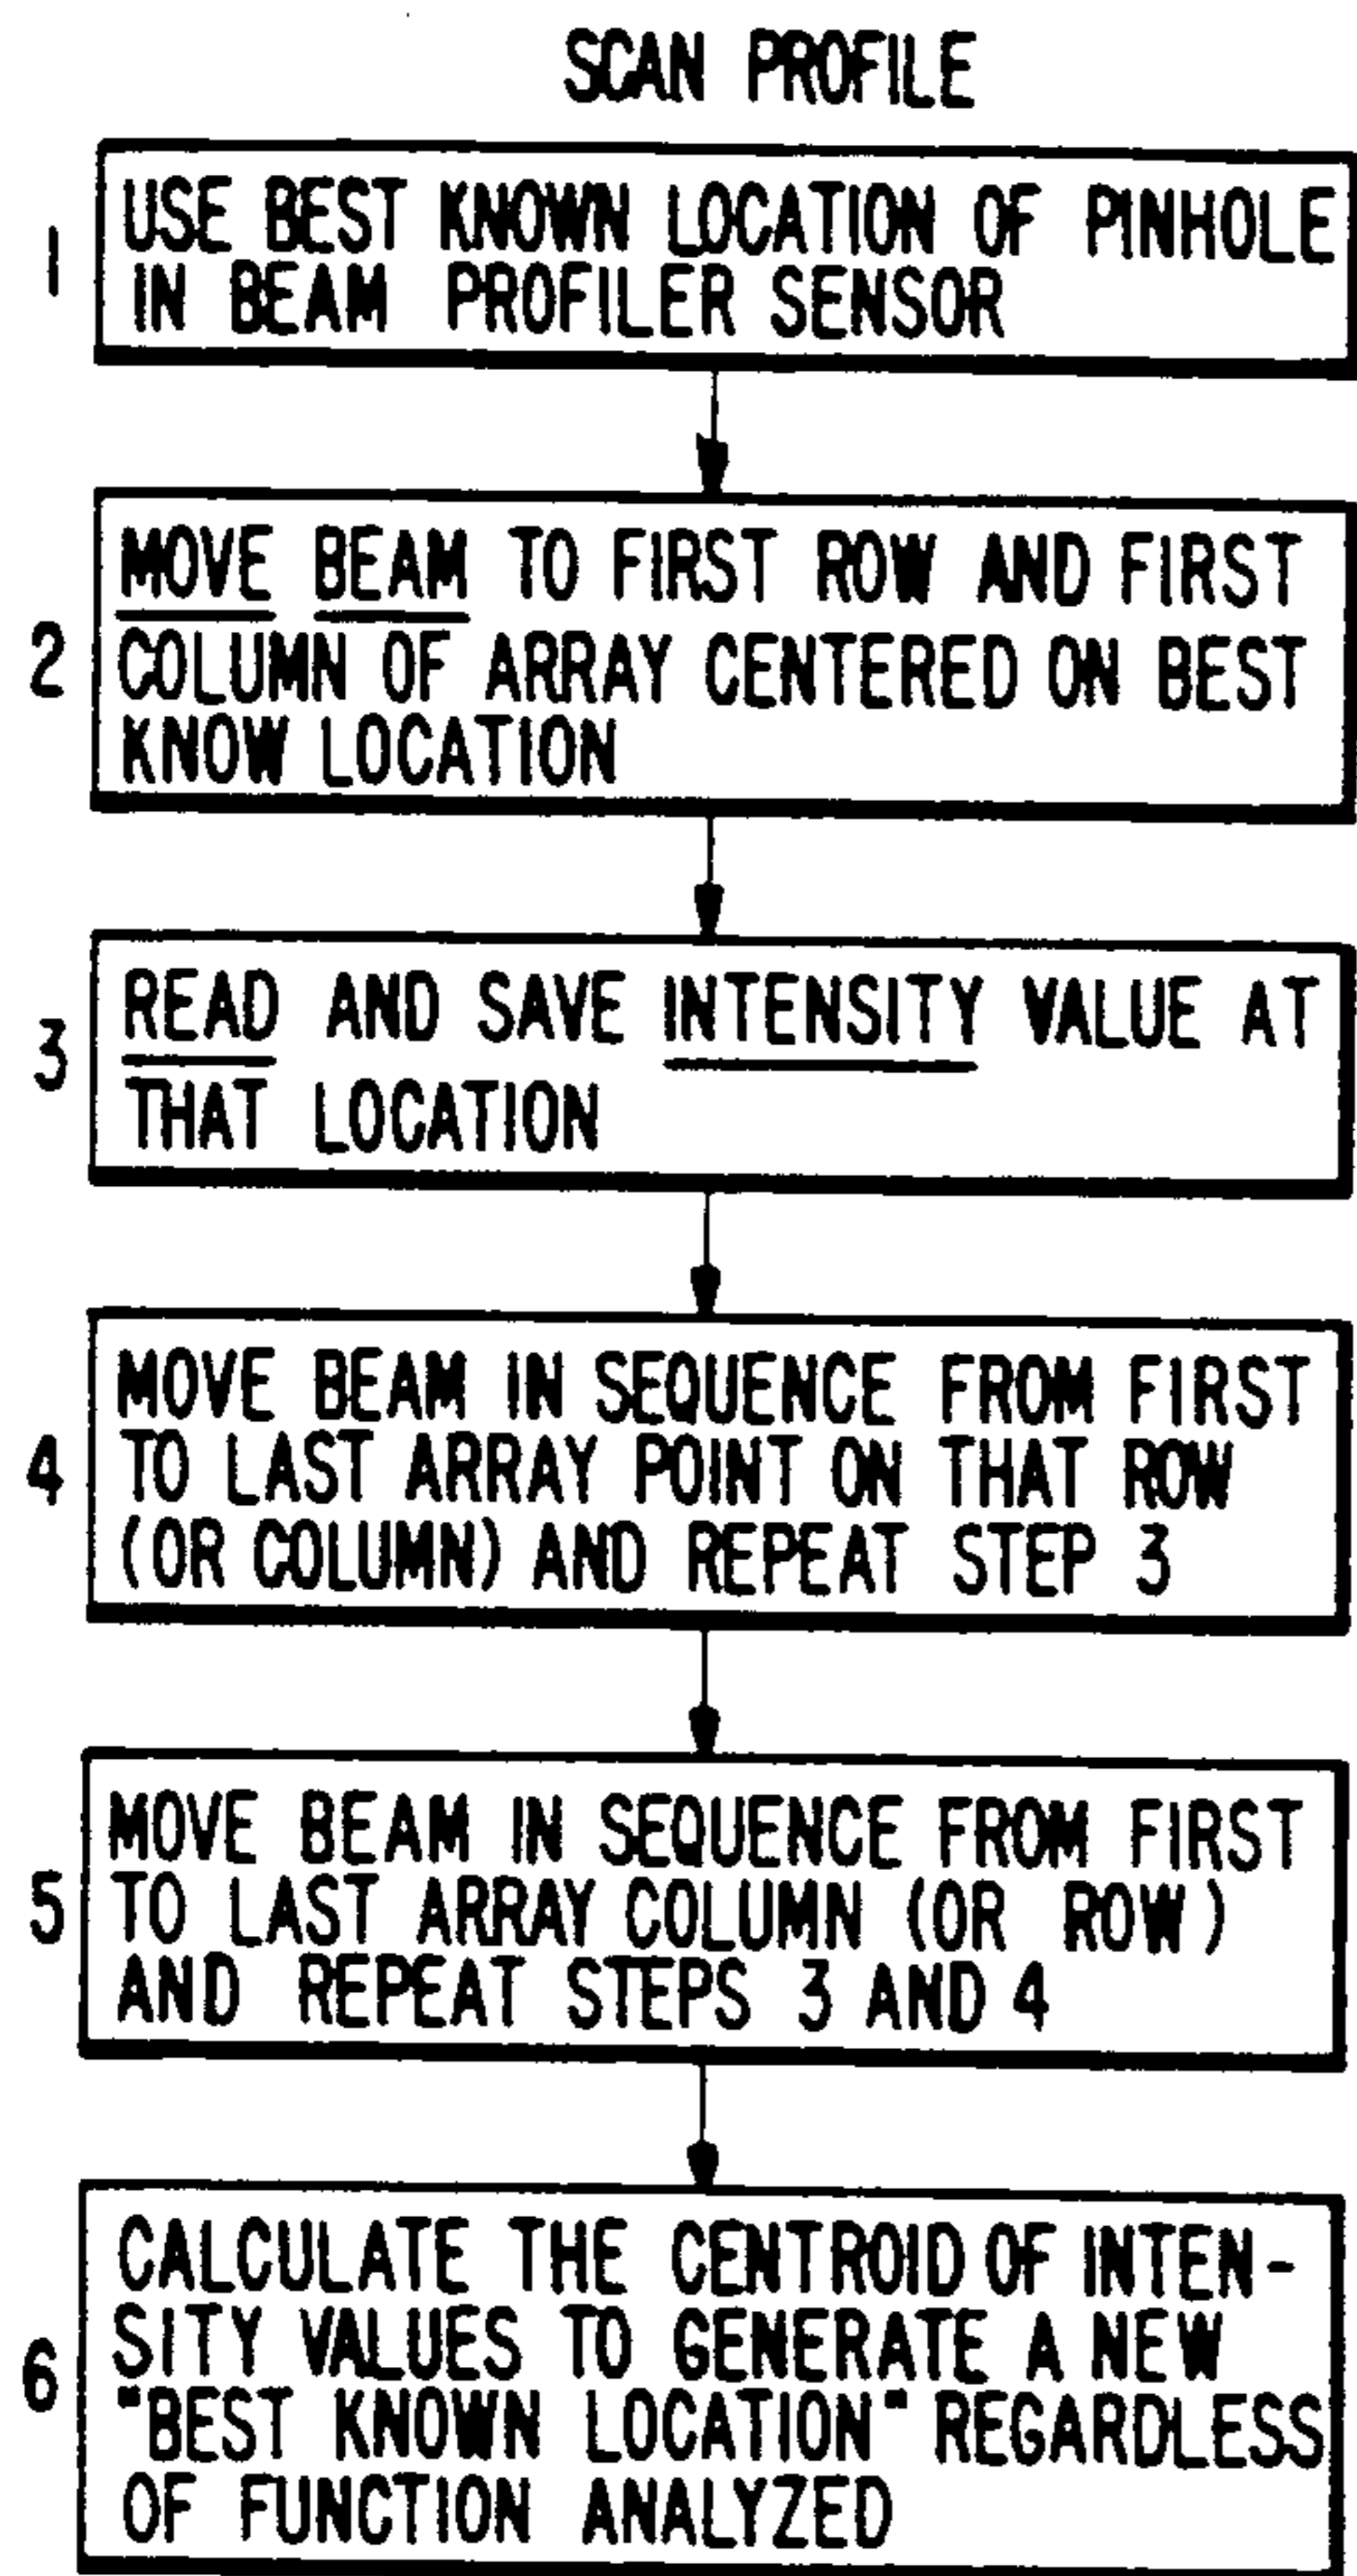 SCAN PROFILE
1
USE BEST KNOWN LOCATION OF PINHOLE
IN BEAM PROFILER SENSOR
2
MOVE BEAM TO FIRST ROW AND FIRST
COLUMN OF ARRAY CENTERED ON BEST
KNOW LOCATION
3
READ AND SAVE INTENSITY VALUE AT
THAT LOCATION
4
MOVE BEAM IN SEQUENCE FROM FIRST
TO LAST ARRAY POINT ON THAT ROW
(OR COLUMN) AND REPEAT STEP 3
5
MOVE BEAM IN SEQUENCE FROM FIRST
TO LAST ARRAY COLUMN (OR ROW)
AND REPEAT STEPS 3 AND 4
6
CALCULATE THE CENTROID OF INTEN-
SITY VALUES TO GENERATE A NEW
"BEST KNOWN LOCATION" REGARDLESS
OF FUNCTION ANALYZED